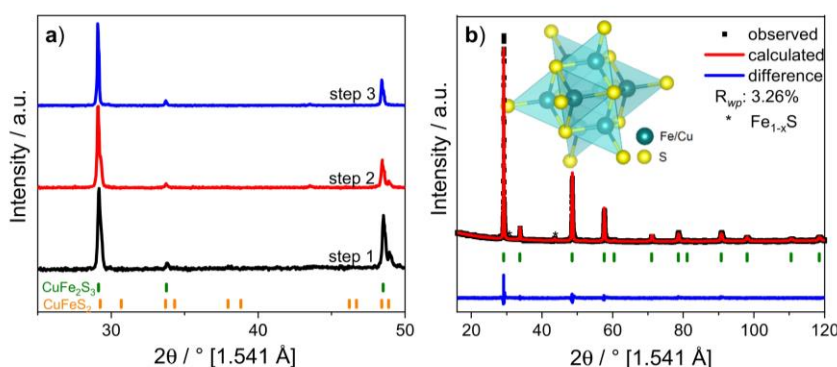 a)
Intensity / a.u.
step 3
step 2
step 1
CuFe₂S₃
CuFeS₂
30 40 50
2θ / ° [1.541 Å]
b)
Intensity / a.u.
observed
calculated
difference
R_wp: 3.26%
* Fe₁₋ₓS
Fe/Cu
S
* *
20 40 60 80 100 120
2θ / ° [1.541 Å]